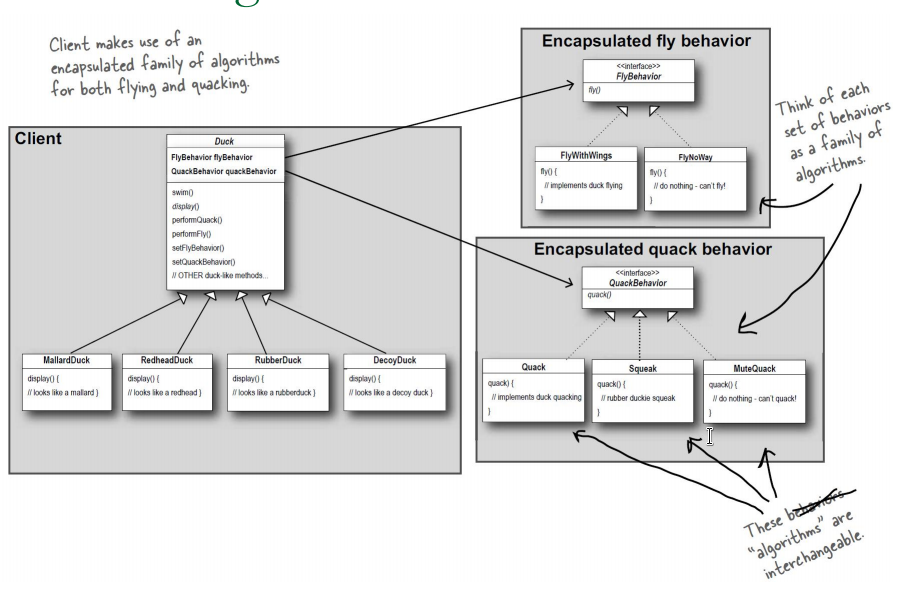 Client makes use of an
encapsulated family of algorithms
for both flying and quacking.
Client
Duck
FlyBehavior flyBehavior
QuackBehavior quackBehavior
swim()
display()
performQuack()
performFly()
setFlyBehavior()
setQuackBehavior()
// OTHER duck-like methods...
MallardDuck
display() {
// looks like a mallard }
RedheadDuck
display() {
// looks like a redhead }
RubberDuck
display() {
// looks like a rubberduck }
DecoyDuck
display() {
// looks like a decoy duck }
Encapsulated fly behavior
<<interface>>
FlyBehavior
fly()
FlyWithWings
fly() {
// implements duck flying
}
FlyNoWay
fly() {
// do nothing - can't fly!
}
Think of each
set of behaviors
as a family of
algorithms.
Encapsulated quack behavior
<<interface>>
QuackBehavior
quack()
Quack
quack) {
// implements duck quacking
}
Squeak
quack() {
// rubber duckie squeak
}
MuteQuack
quack() {
// do nothing - can't quack!
}
These behaviors
"algorithms" are
interchangeable.